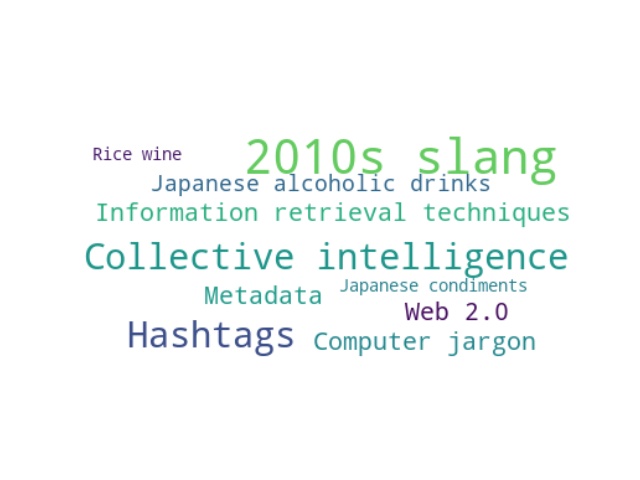 Rice wine
2010s slang
Japanese alcoholic drinks
Information retrieval techniques
Collective intelligence
Japanese condiments
Metadata
Web 2.0
Hashtags
Computer jargon